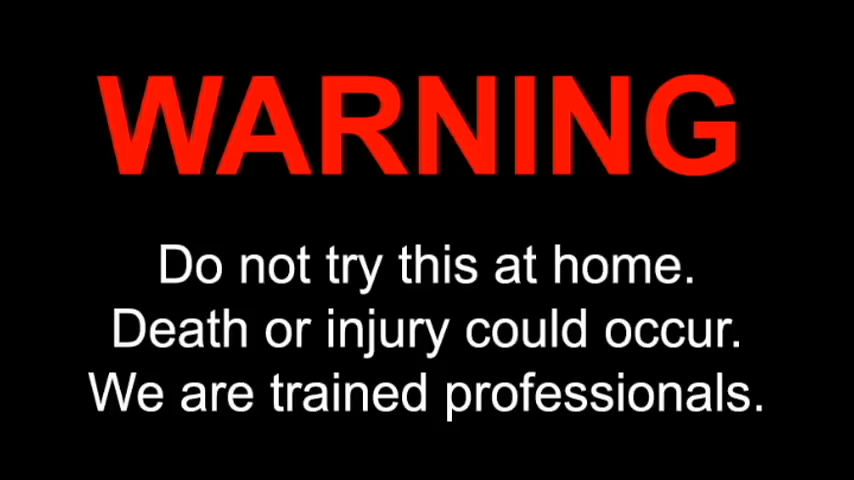 WARNING
Do not try this at home.
Death or injury could occur.
We are trained professionals.